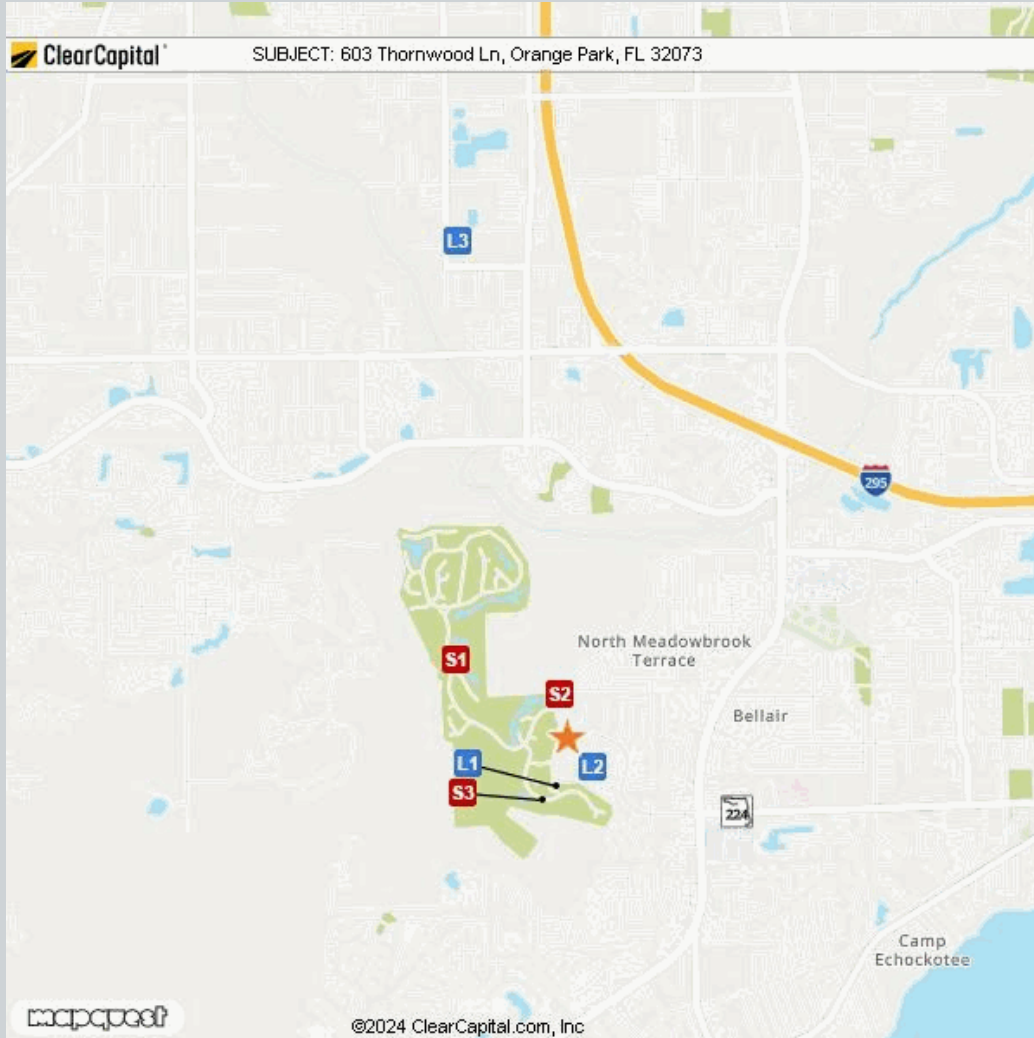 ClearCapital®
SUBJECT: 603 Thornwood Ln, Orange Park, FL 32073
L3
295
North Meadowbrook
Terrace
S1
S2
Bellair
L1
L2
S3
224
Camp
Echockotee
mapquest
©2024 ClearCapital.com, Inc